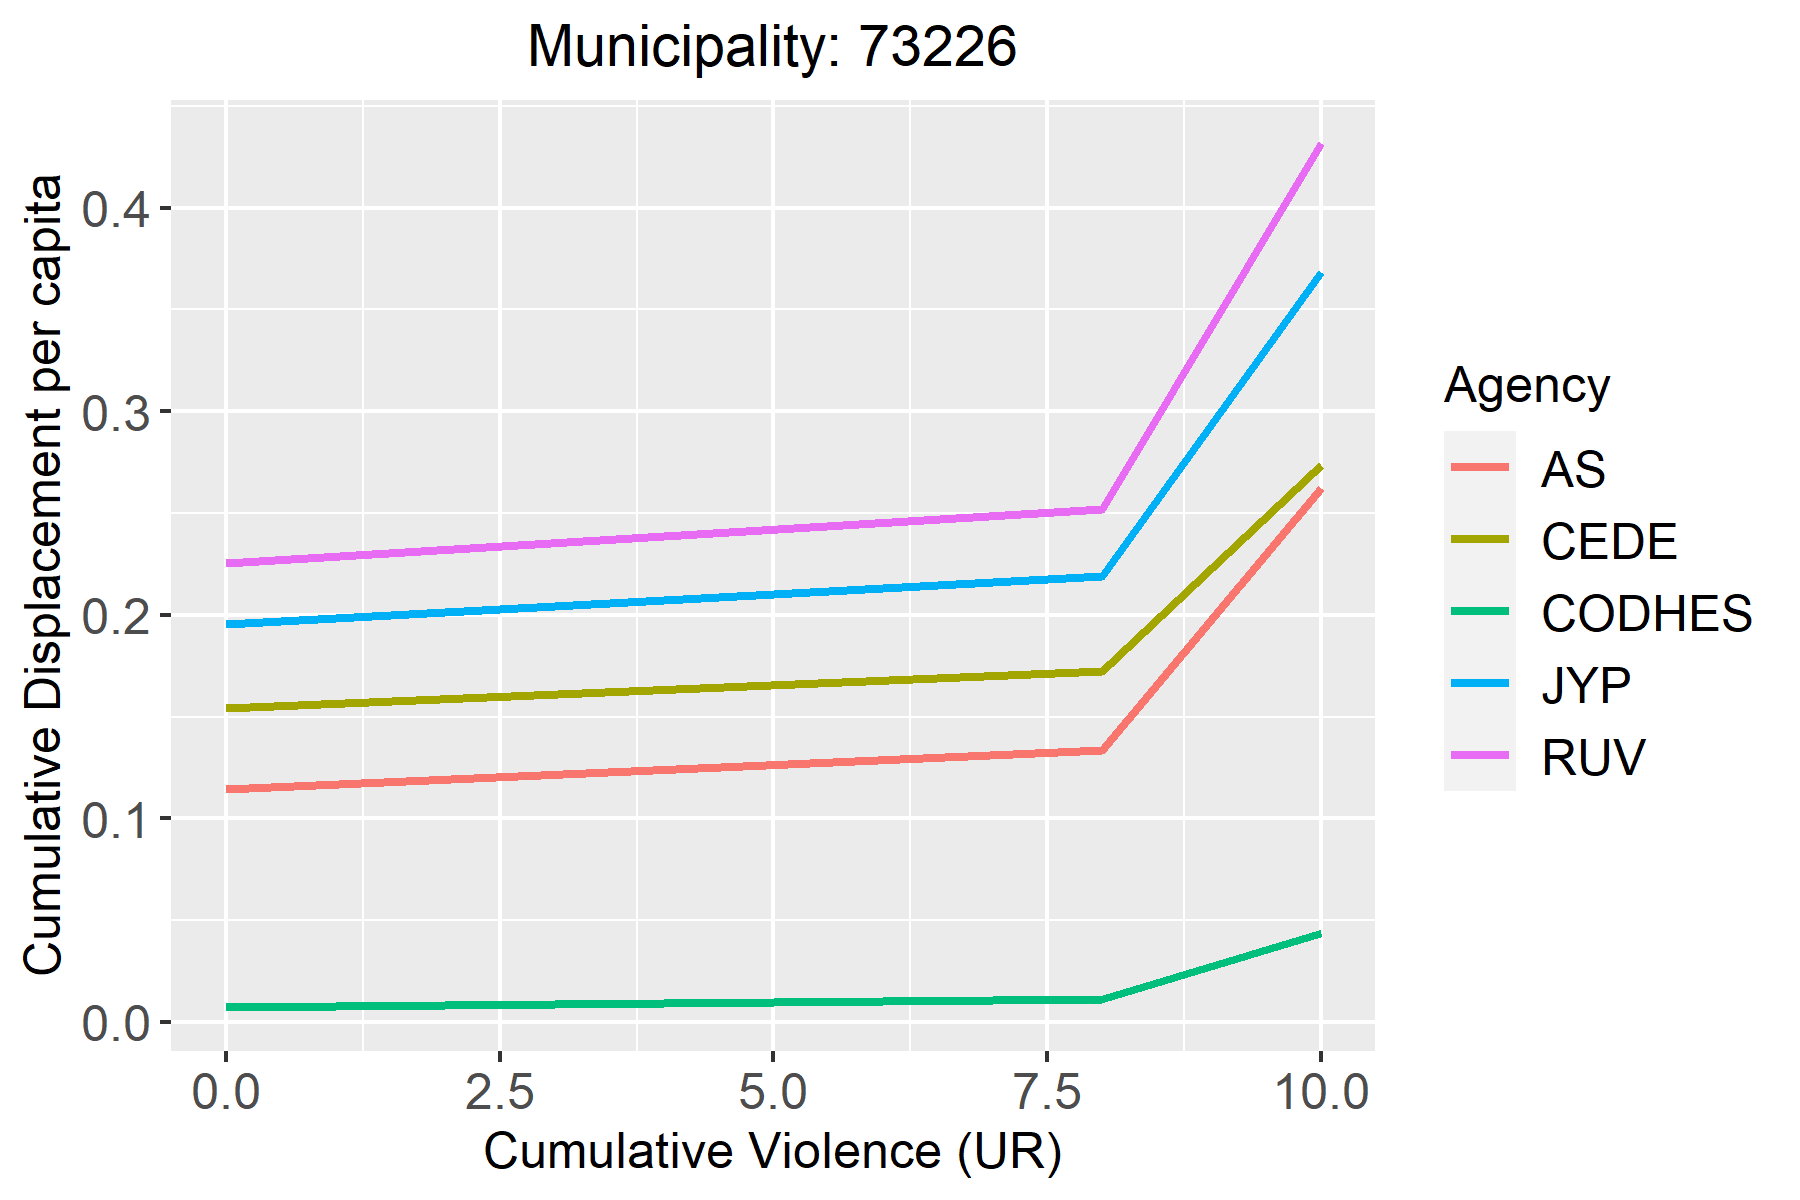 Municipality: 73226
Cumulative Displacement per capita
0.4
0.3
0.2
0.1
0.0
0.0 2.5 5.0 7.5 10.0
Cumulative Violence (UR)
Agency
AS
CEDE
CODHES
JYP
RUV